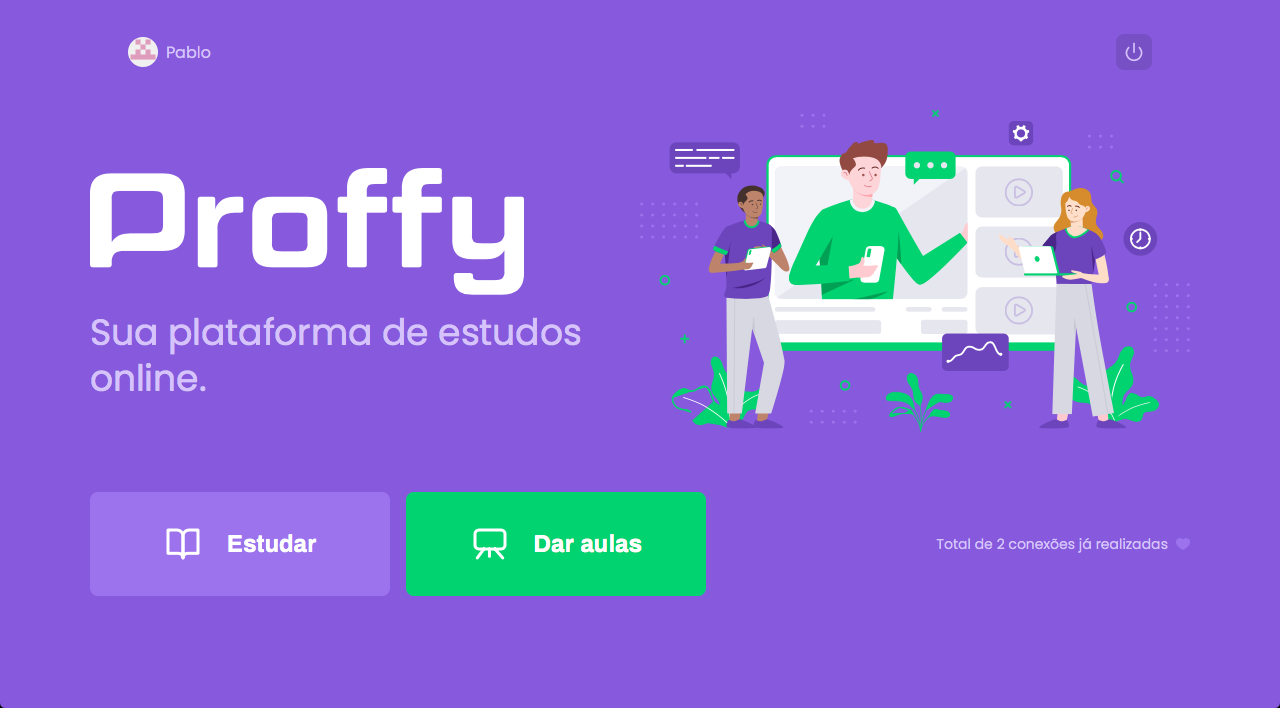 Pablo
Proffy
Sua plataforma de estudos
online.
Estudar
Dar aulas
Total de 2 conexões já realizadas